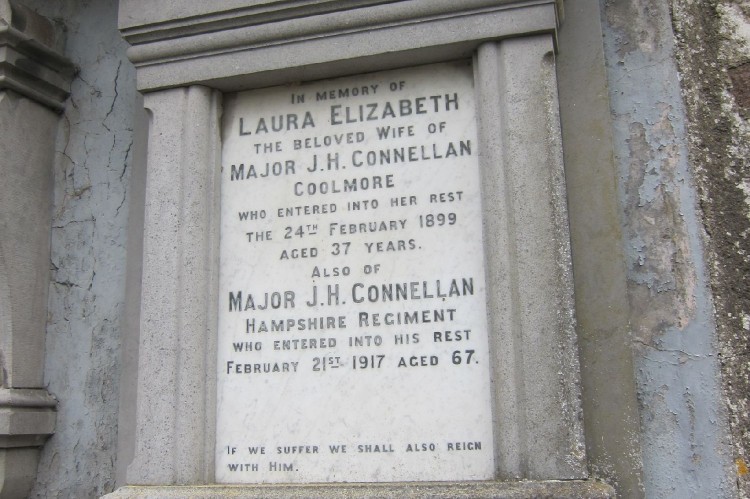 In memory of
Laura Elizabeth
the beloved Wife of
Major J.H. Connellan
Coolmore
who entered into her rest
the 24th February 1899
aged 37 years.
Also of
Major J.H. Connellan
Hampshire Regiment
who entered into his rest
February 21st 1917 aged 67.
If we suffer we shall also reign
with Him.